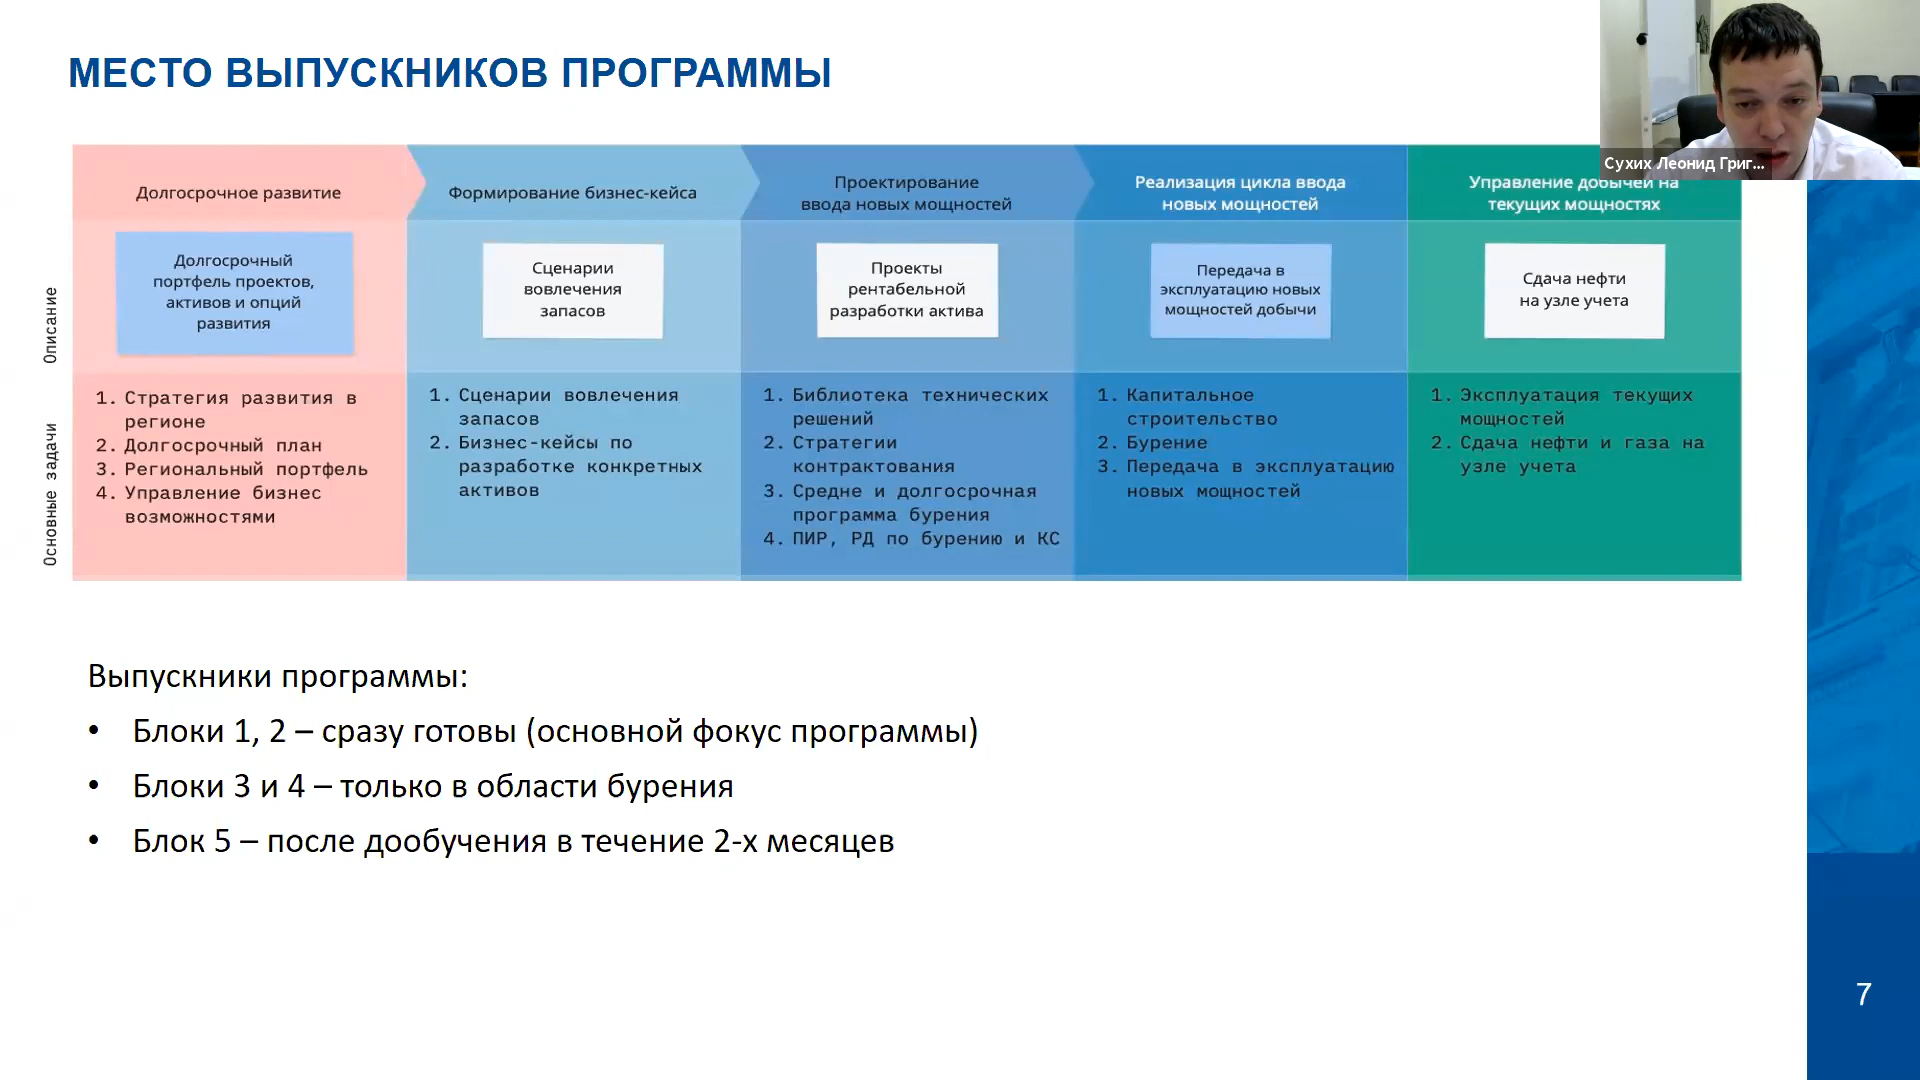 МЕСТО ВЫПУСКНИКОВ ПРОГРАММЫ
Сухих Леонид Григ...
Долгосрочное развитие
Формирование бизнес-кейса
Проектирование
ввода новых мощностей
Реализация цикла ввода
новых мощностей
Управление добычей на
текущих мощностях
Описание
Долгосрочный
портфель проектов,
активов и опций
развития
Сценарии
вовлечения
запасов
Проекты
рентабельной
разработки актива
Передача в
эксплуатацию новых
мощностей добычи
Сдача нефти
на узле учета
Основные задачи
1. Стратегия развития в
регионе
2. Долгосрочный план
3. Региональный портфель
4. Управление бизнес
возможностями
1. Сценарии вовлечения
запасов
2. Бизнес-кейсы по
разработке конкретных
активов
1. Библиотека технических
решений
2. Стратегии
контрактования
3. Средне и долгосрочная
программа бурения
4. ПИР, РД по бурению и КС
1. Капитальное
строительство
2. Бурение
3. Передача в эксплуатацию
новых мощностей
1. Эксплуатация текущих
мощностей
2. Сдача нефти и газа на
узле учета
Выпускники программы:
• Блоки 1, 2 – сразу готовы (основной фокус программы)
• Блоки 3 и 4 – только в области бурения
• Блок 5 – после дообучения в течение 2-х месяцев
7